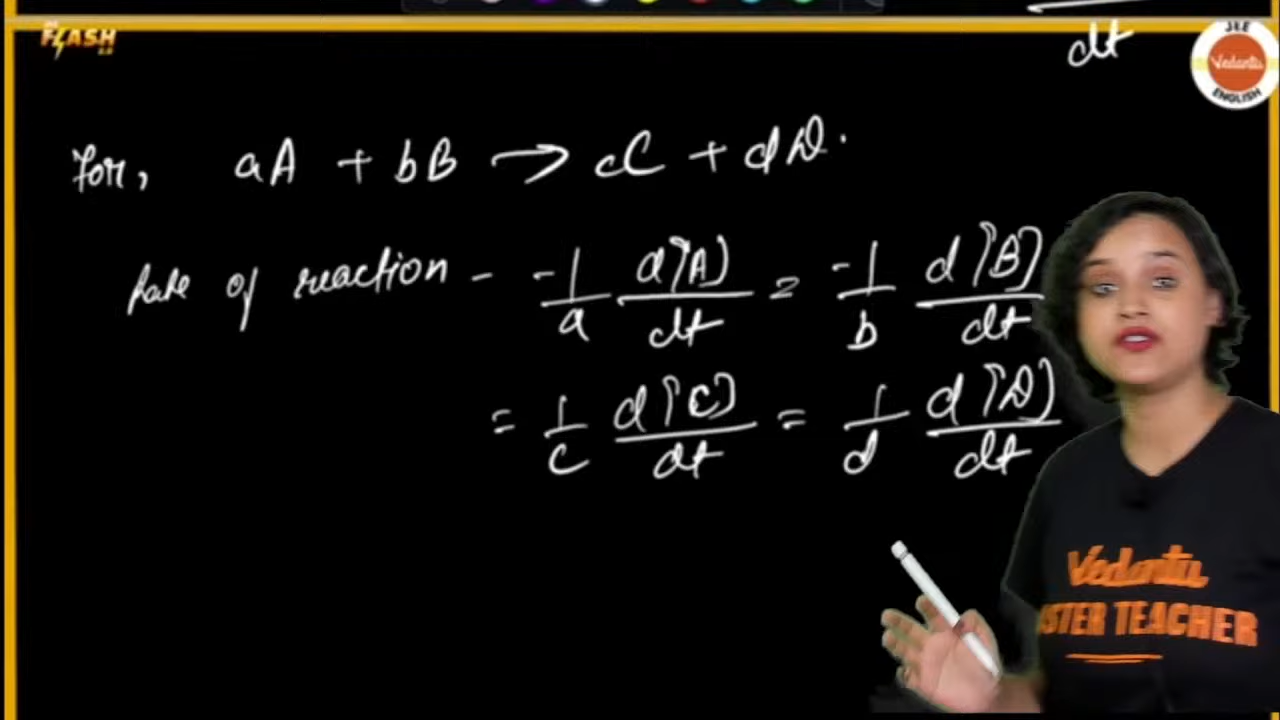 dt
FLASH
JEE
Vedantu
ENGLISH
For, aA + bB → cC + dD.
Rate of reaction - -1/a d[A]/dt = -1/b d[B]/dt
= 1/c d[C]/dt = 1/d d[D]/dt
Vedantu
STER TEACHER